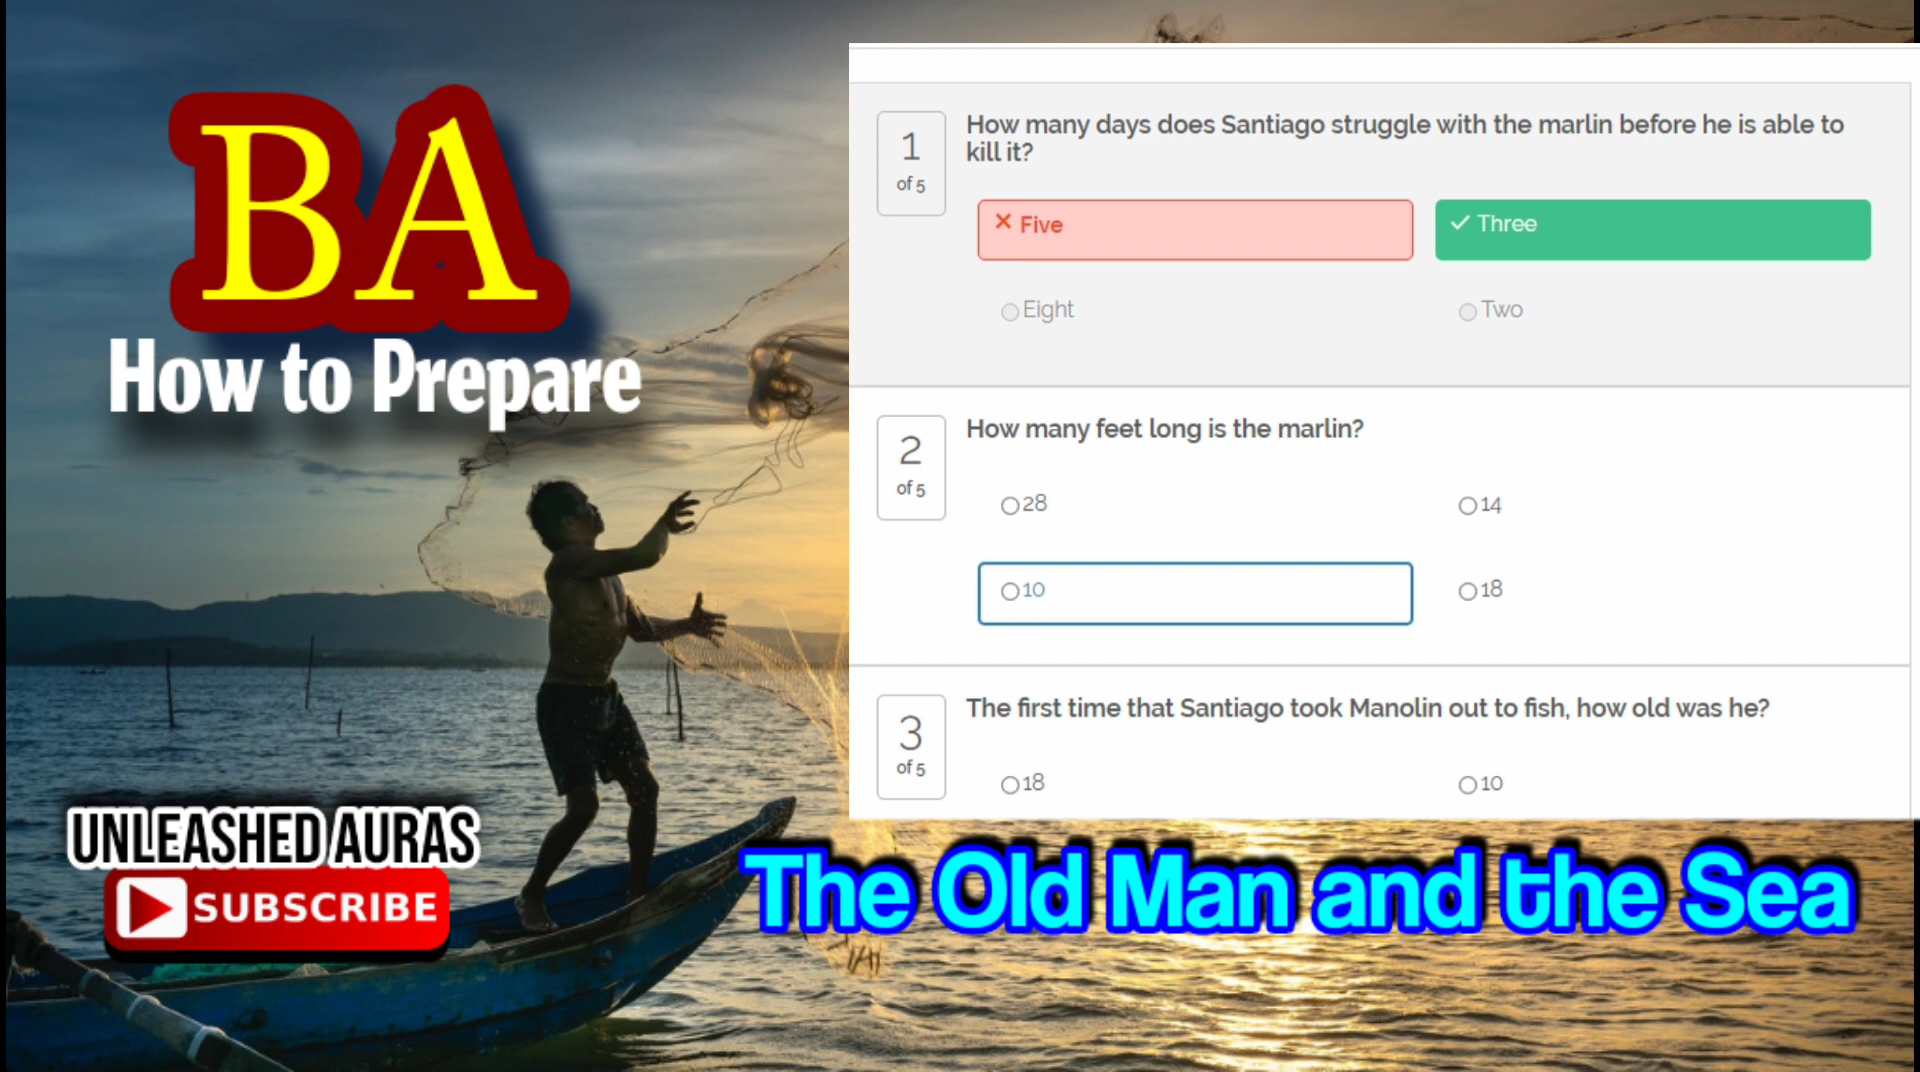 BA
How to Prepare
UNLEASHED AURAS
SUBSCRIBE
1
of 5
How many days does Santiago struggle with the marlin before he is able to
kill it?
Five
Three
Eight
Two
2
of 5
How many feet long is the marlin?
28
14
10
18
3
of 5
The first time that Santiago took Manolin out to fish, how old was he?
18
10
The Old Man and the Sea